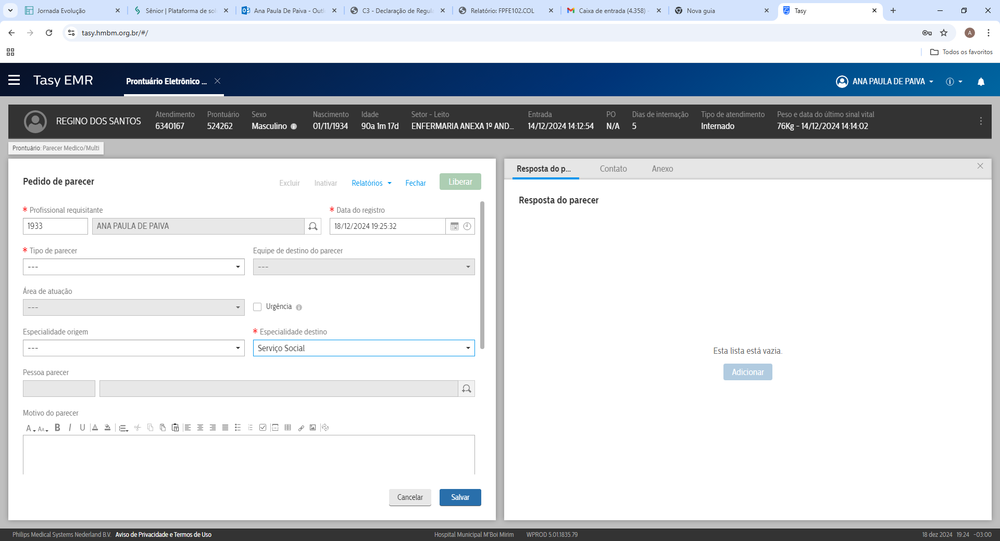 Jornada Evolução
Sênior | Plataforma de sol
Ana Paula De Paiva - Outl
C3 - Declaração de Regula
Relatório: FPFE102.COL
Caixa de entrada (4.358) -
Nova guia
Tasy
tasy.hmbm.org.br/#/
A
Todos os favoritos
Tasy EMR
Prontuário Eletrônico ...
ANA PAULA DE PAIVA
REGINO DOS SANTOS
Atendimento
6340167
Prontuário
524262
Sexo
Masculino
Nascimento
01/11/1934
Idade
90a 1m 17d
Setor - Leito
ENFERMARIA ANEXA 1º AND...
Entrada
14/12/2024 14:12:54
PO
N/A
Dias de internação
5
Tipo de atendimento
Internado
Peso e data do último sinal vital
76Kg - 14/12/2024 14:14:02
Prontuário: Parecer Medico/Multi
Pedido de parecer
Excluir
Inativar
Relatórios
Fechar
Liberar
* Profissional requisitante
1933
ANA PAULA DE PAIVA
* Data do registro
18/12/2024 19:25:32
* Tipo de parecer
---
Equipe de destino do parecer
---
Área de atuação
---
Urgência
Especialidade origem
---
* Especialidade destino
Serviço Social
Pessoa parecer
Motivo do parecer
Cancelar
Salvar
Resposta do p...
Contato
Anexo
Resposta do parecer
Esta lista está vazia.
Adicionar
Philips Medical Systems Nederland B.V. Aviso de Privacidade e Termos de Uso
Hospital Municipal M'Boi Mirim
WPROD 5.01.1835.79
18 dez 2024 19:24 -03:00